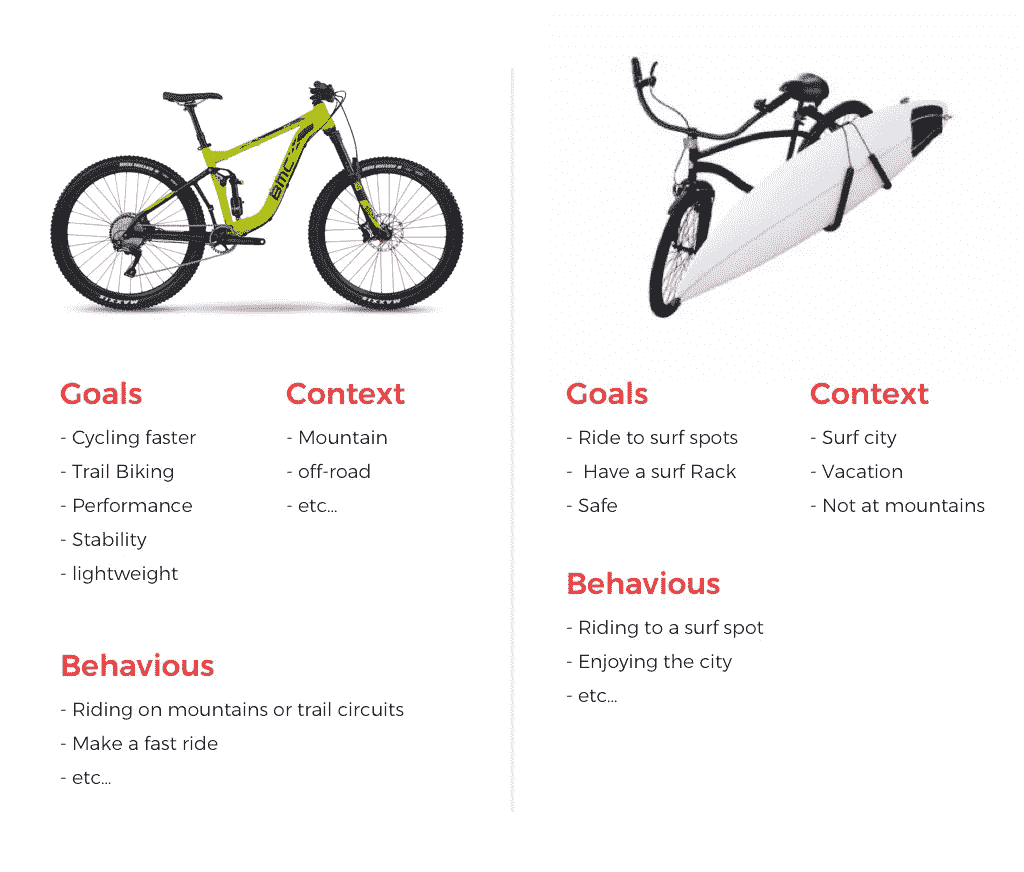 BMC
MAXXIS
MAXXIS
Goals
- Cycling faster
- Trail Biking
- Performance
- Stability
- lightweight
Context
- Mountain
- off-road
- etc...
Behavious
- Riding on mountains or trail circuits
- Make a fast ride
- etc...
Goals
- Ride to surf spots
- Have a surf Rack
- Safe
Context
- Surf city
- Vacation
- Not at mountains
Behavious
- Riding to a surf spot
- Enjoying the city
- etc...